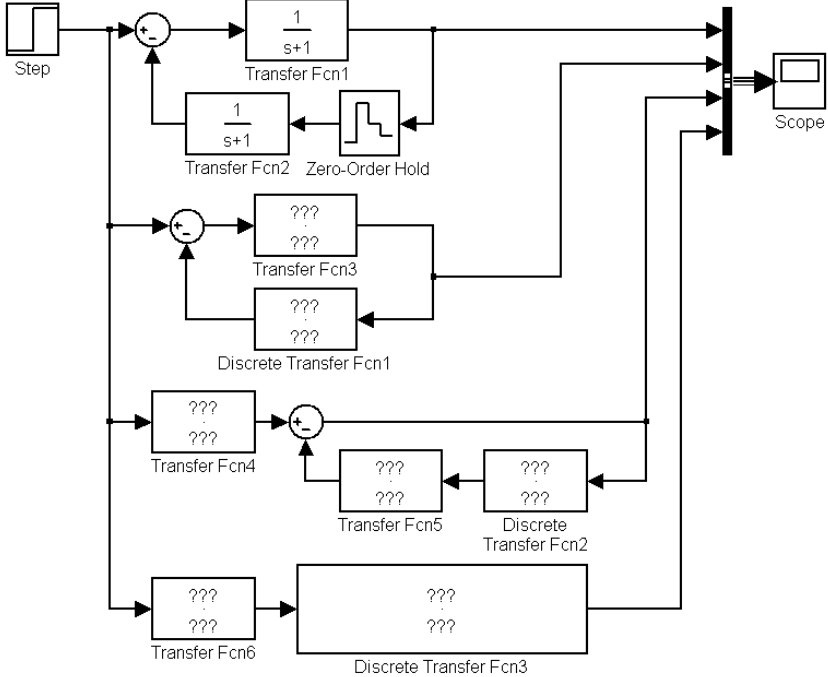 Step
+
-
1
s+1
Transfer Fcn1
1
s+1
Transfer Fcn2
Zero-Order Hold
Scope
+
-
???
.
???
Transfer Fcn3
???
.
???
Discrete Transfer Fcn1
???
.
???
Transfer Fcn4
+
-
???
.
???
Transfer Fcn5
???
.
???
Discrete
Transfer Fcn2
???
.
???
Transfer Fcn6
???
.
???
Discrete Transfer Fcn3